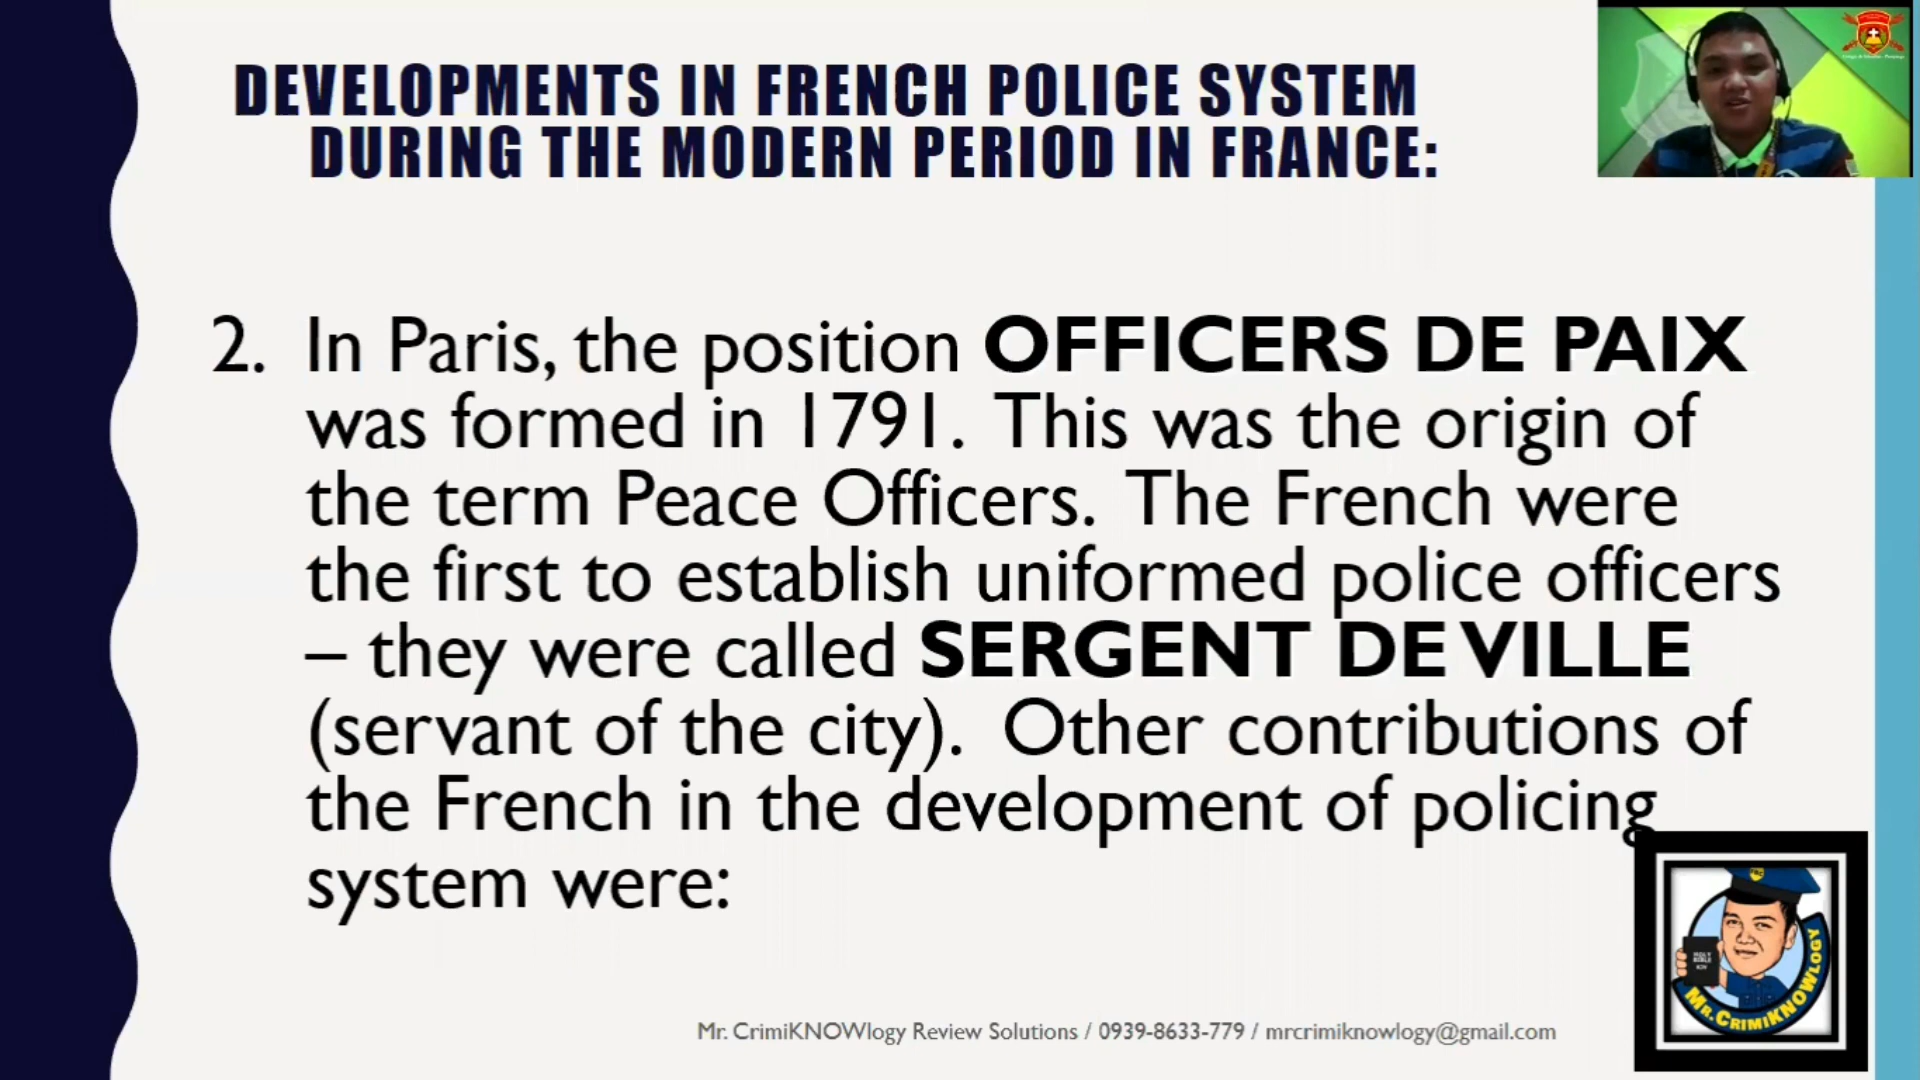 DEVELOPMENTS IN FRENCH POLICE SYSTEM
DURING THE MODERN PERIOD IN FRANCE:
2. In Paris, the position OFFICERS DE PAIX
was formed in 1791. This was the origin of
the term Peace Officers. The French were
the first to establish uniformed police officers
– they were called SERGENT DE VILLE
(servant of the city). Other contributions of
the French in the development of policing
system were:
HOLY
BIBLE
KJV
MR. CRIMIKNOWLOGY
Mr. CrimiKNOWlogy Review Solutions / 0939-8633-779 / mrcrimiknowlogy@gmail.com